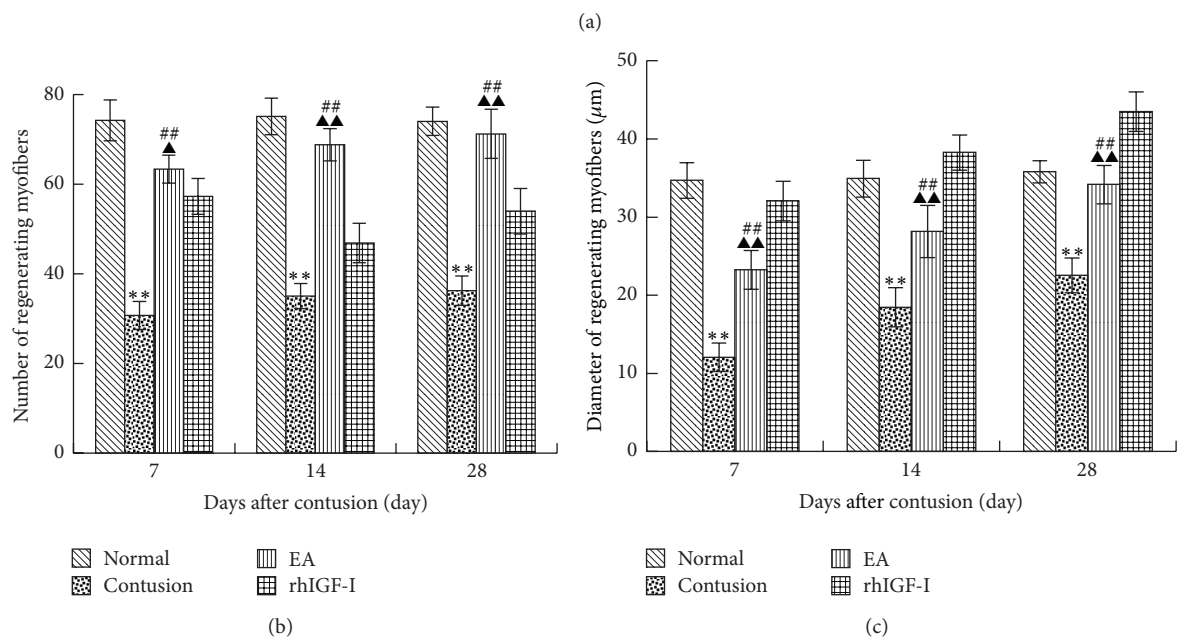 (a)
Number of regenerating myofibers
80
60
40
20
0
**
##
▲
**
##
▲▲
**
##
▲▲
7
14
28
Days after contusion (day)
Normal
EA
Contusion
rhIGF-I
(b)
Diameter of regenerating myofibers (μm)
50
40
30
20
10
0
**
##
▲▲
**
##
▲▲
**
##
▲▲
7
14
28
Days after contusion (day)
Normal
EA
Contusion
rhIGF-I
(c)